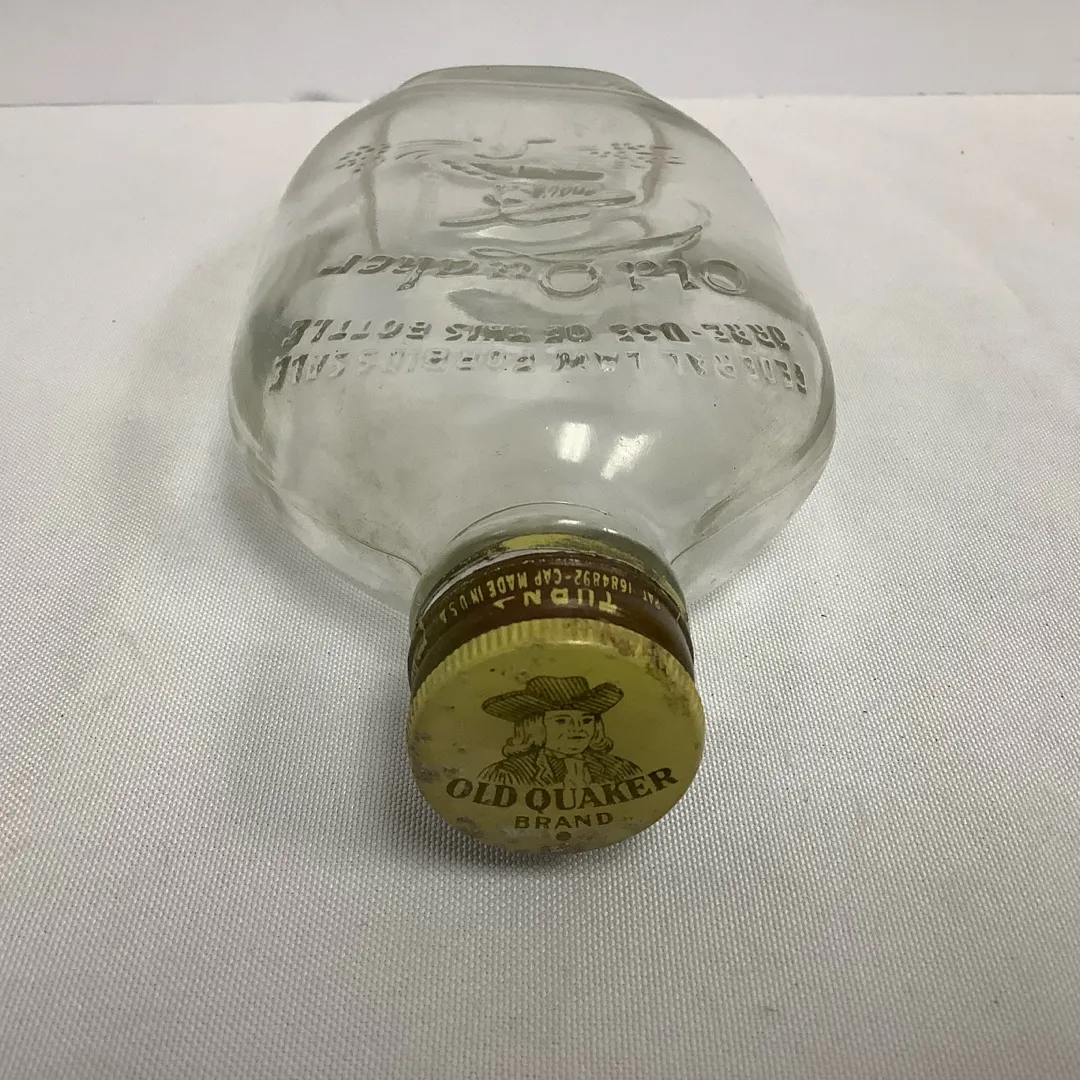 Old Quaker
FEDERAL LAW FORBIDS SALE
OR RE-USE OF THIS BOTTLE
PAT 1684892-CAP MADE IN U.S.A
TURN
OLD QUAKER
BRAND